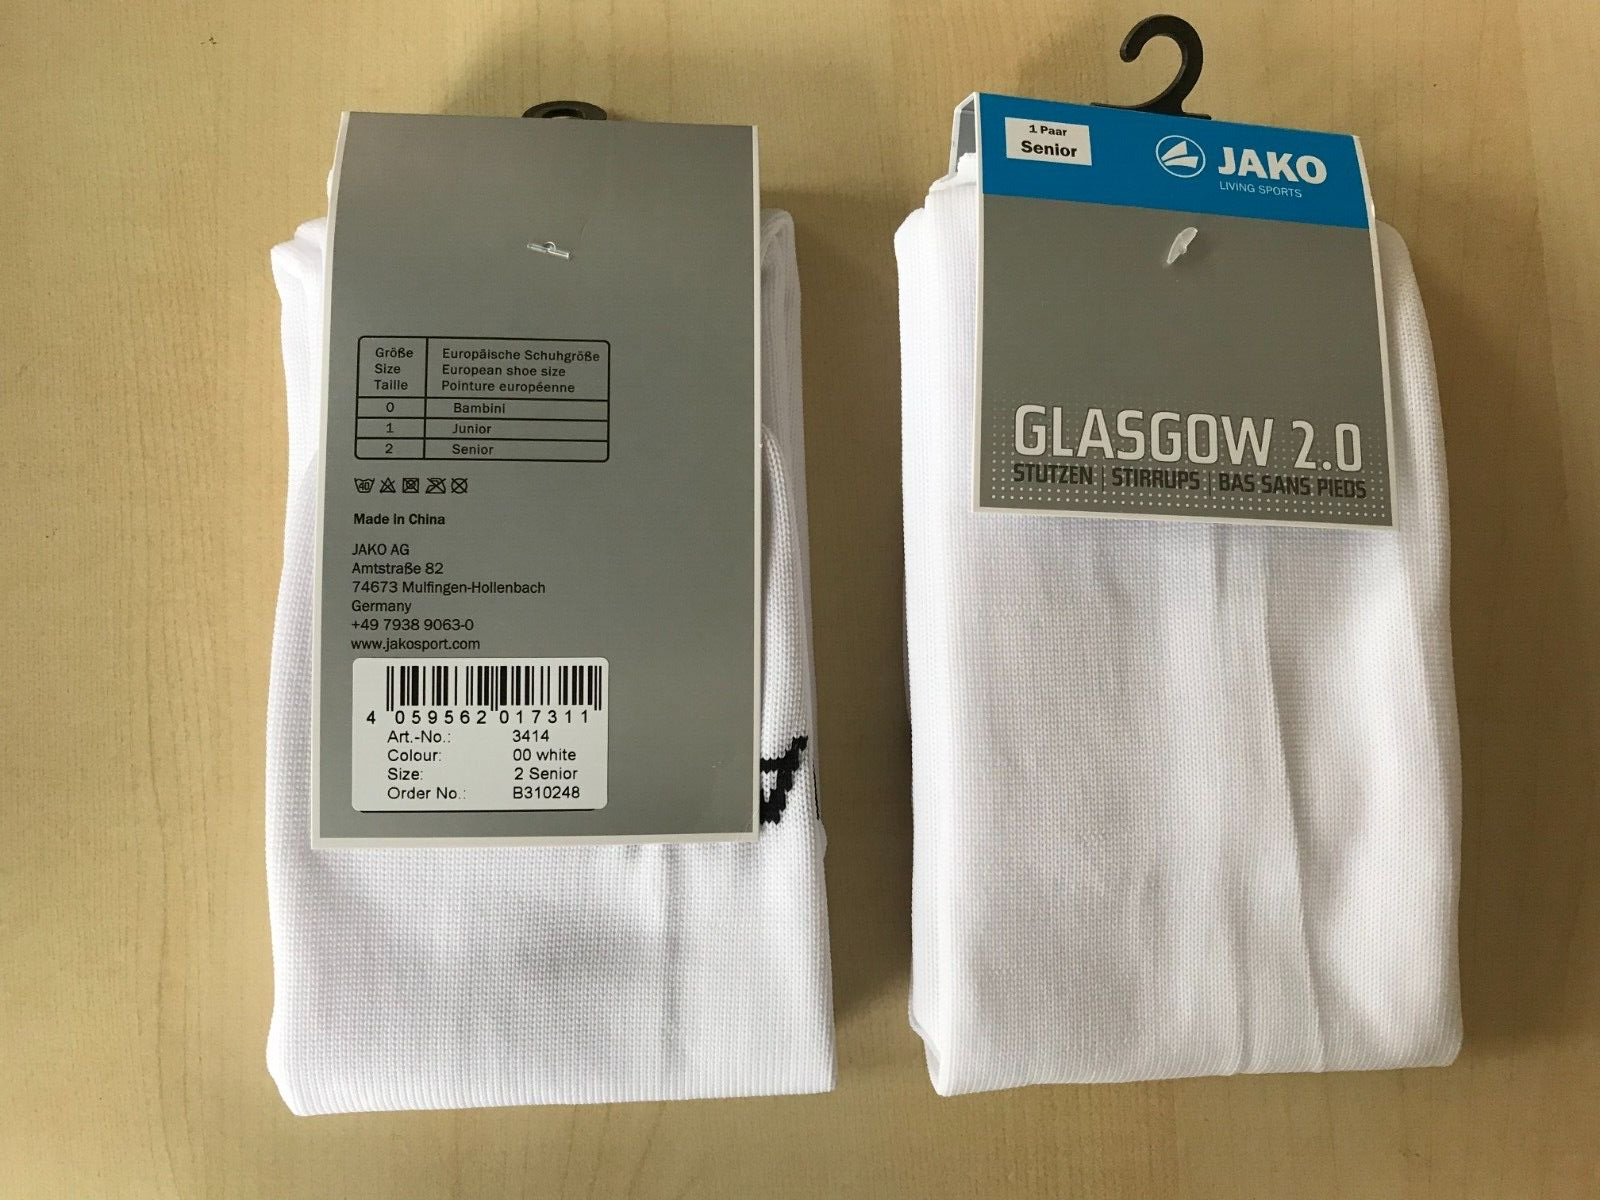 Größe Europäische Schuhgröße
Size European shoe size
Taille Pointure européenne
0 Bambini
1 Junior
2 Senior
40
Made in China
JAKO AG
Amtstraße 82
74673 Mulfingen-Hollenbach
Germany
+49 7938 9063-0
www.jakosport.com
4 059562 017311
Art.-No.: 3414
Colour: 00 white
Size: 2 Senior
Order No.: B310248
1 Paar
Senior
JAKO
LIVING SPORTS
GLASGOW 2.0
STUTZEN | STIRRUPS | BAS SANS PIEDS